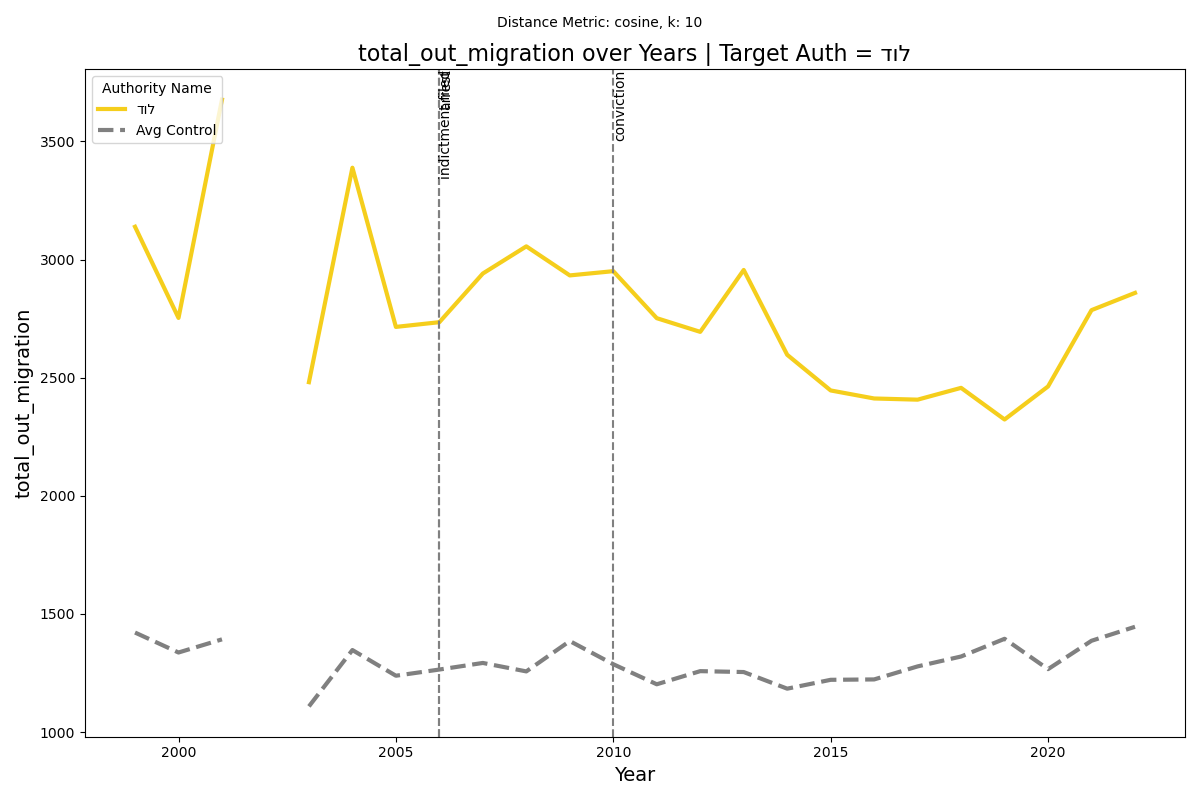 Distance Metric: cosine, k: 10
total_out_migration over Years | Target Auth = לוד
Authority Name
לוד
Avg Control
indictment filed
arrest
conviction
total_out_migration
3500
3000
2500
2000
1500
1000
2000
2005
2010
2015
2020
Year